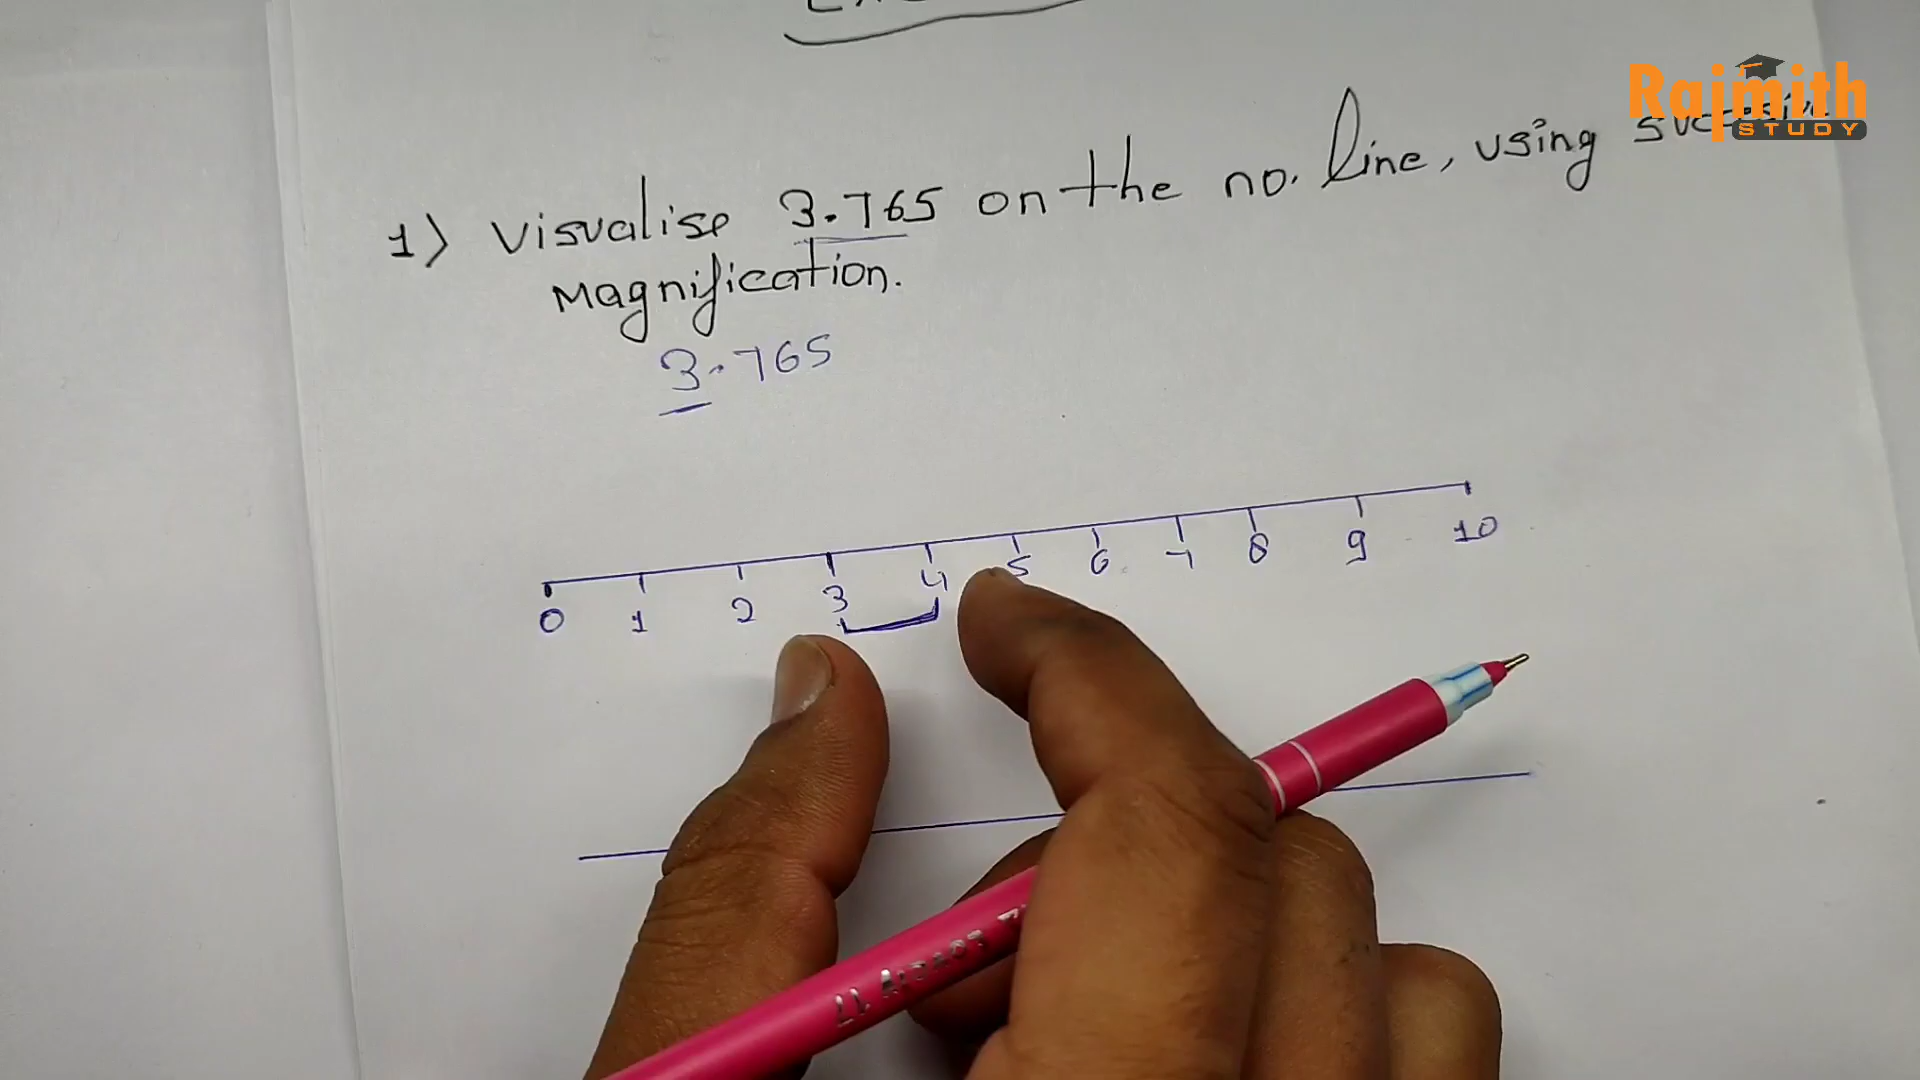 Rajmith
STUDY
1) Visualise 3.765 on the no. line, using
Magnification.
3.765
0 1 2 3 4 5 6 7 8 9 10